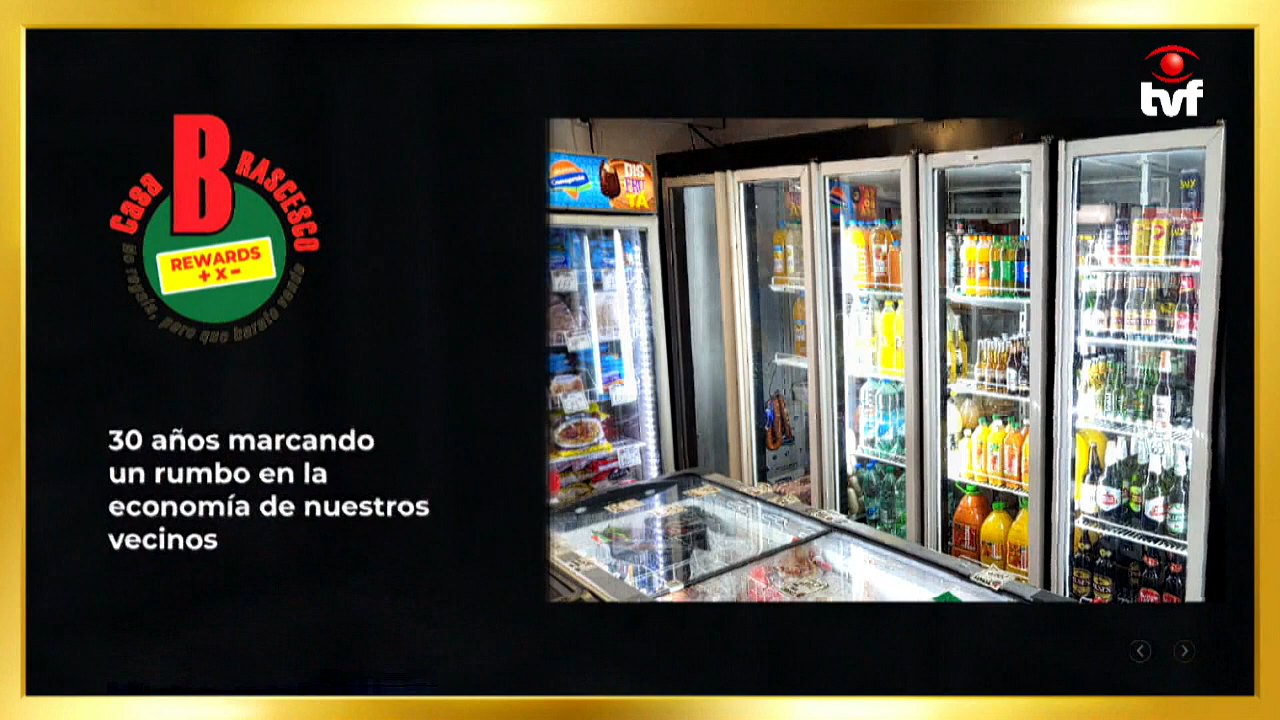 tvf
Casa BRASCESCO
REWARDS
+ x -
No regala, pero que barato vende
30 años marcando
un rumbo en la
economía de nuestros
vecinos